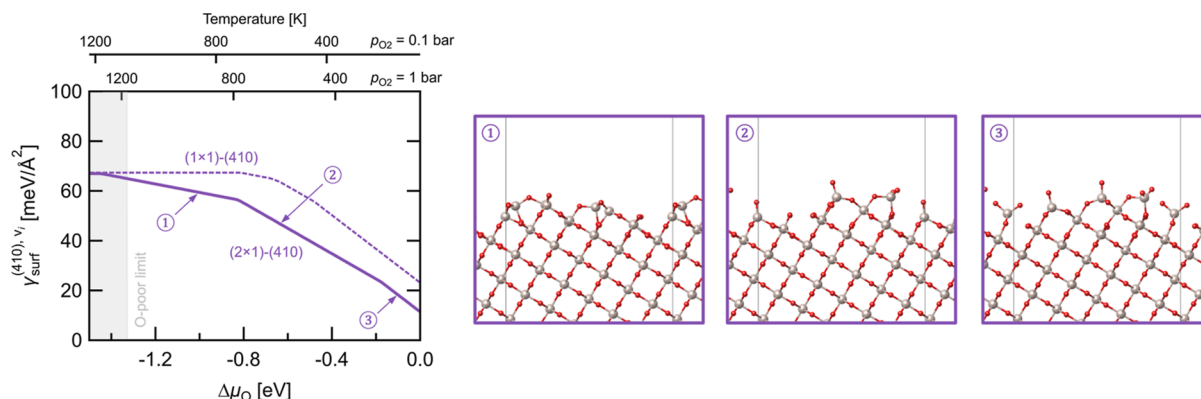 Temperature [K]
1200 800 400 p_O2 = 0.1 bar
1200 800 400 p_O2 = 1 bar
100
80
60
40
20
0
γ_surf^(410), v_i [meV/Å²]
(1×1)-(410)
(2×1)-(410)
①
②
③
O-poor limit
-1.2 -0.8 -0.4 0.0
Δμ_O [eV]
①
②
③